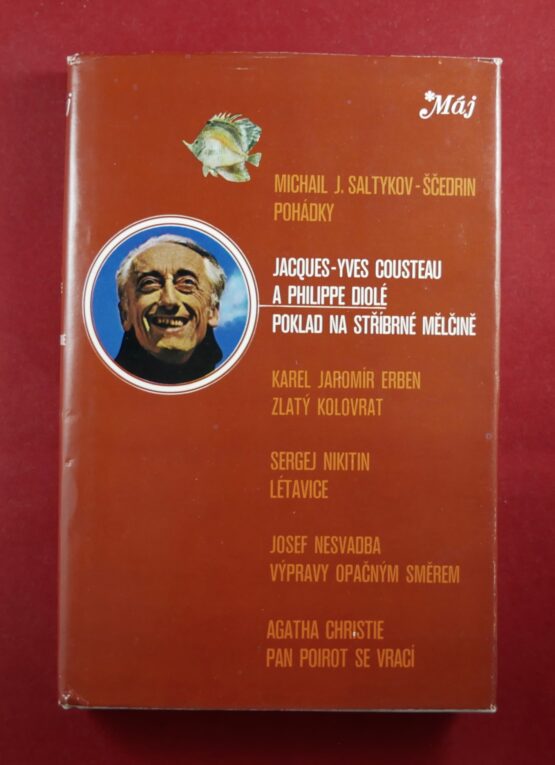 *Máj
MICHAIL J. SALTYKOV-ŠČEDRIN
POHÁDKY
JACQUES-YVES COUSTEAU
A PHILIPPE DIOLÉ
POKLAD NA STŘÍBRNÉ MĚLČINĚ
KAREL JAROMÍR ERBEN
ZLATÝ KOLOVRAT
SERGEJ NIKITIN
LÉTAVICE
JOSEF NESVADBA
VÝPRAVY OPAČNÝM SMĚREM
AGATHA CHRISTIE
PAN POIROT SE VRACÍ